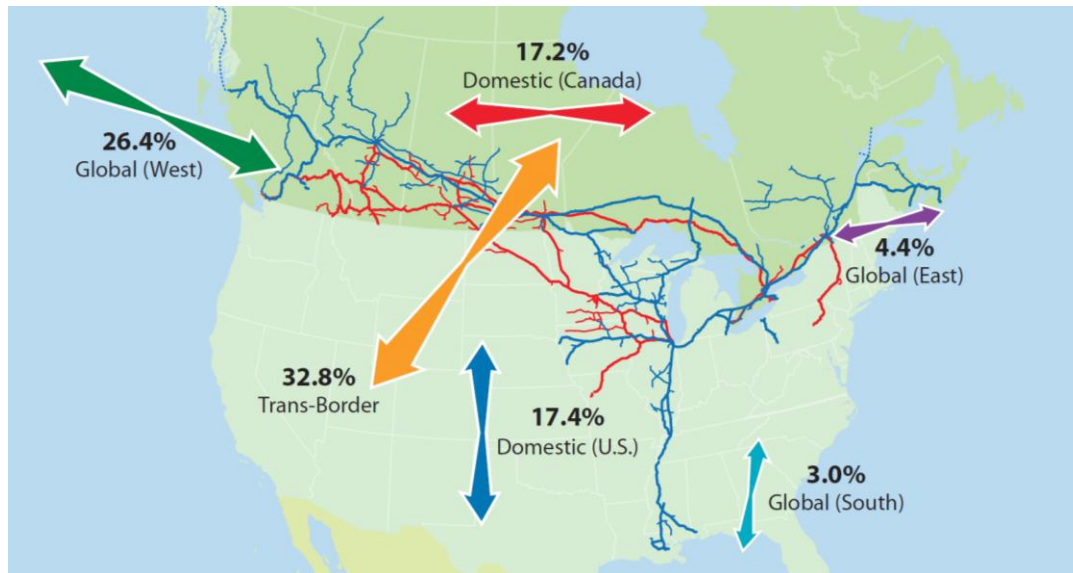 17.2%
Domestic (Canada)
26.4%
Global (West)
4.4%
Global (East)
32.8%
Trans-Border
17.4%
Domestic (U.S.)
3.0%
Global (South)